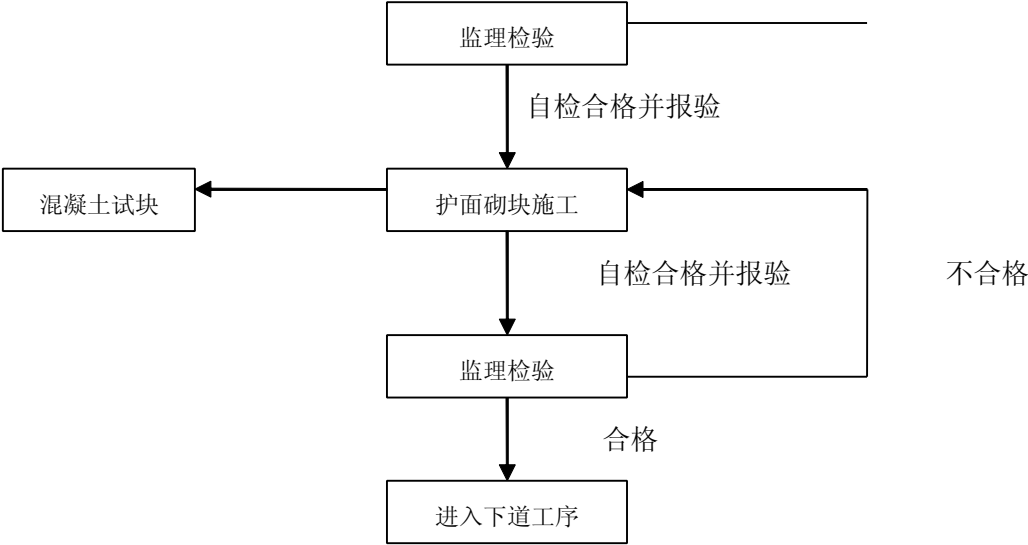 监理检验
自检合格并报验
混凝土试块
护面砌块施工
自检合格并报验
不合格
监理检验
合格
进入下道工序